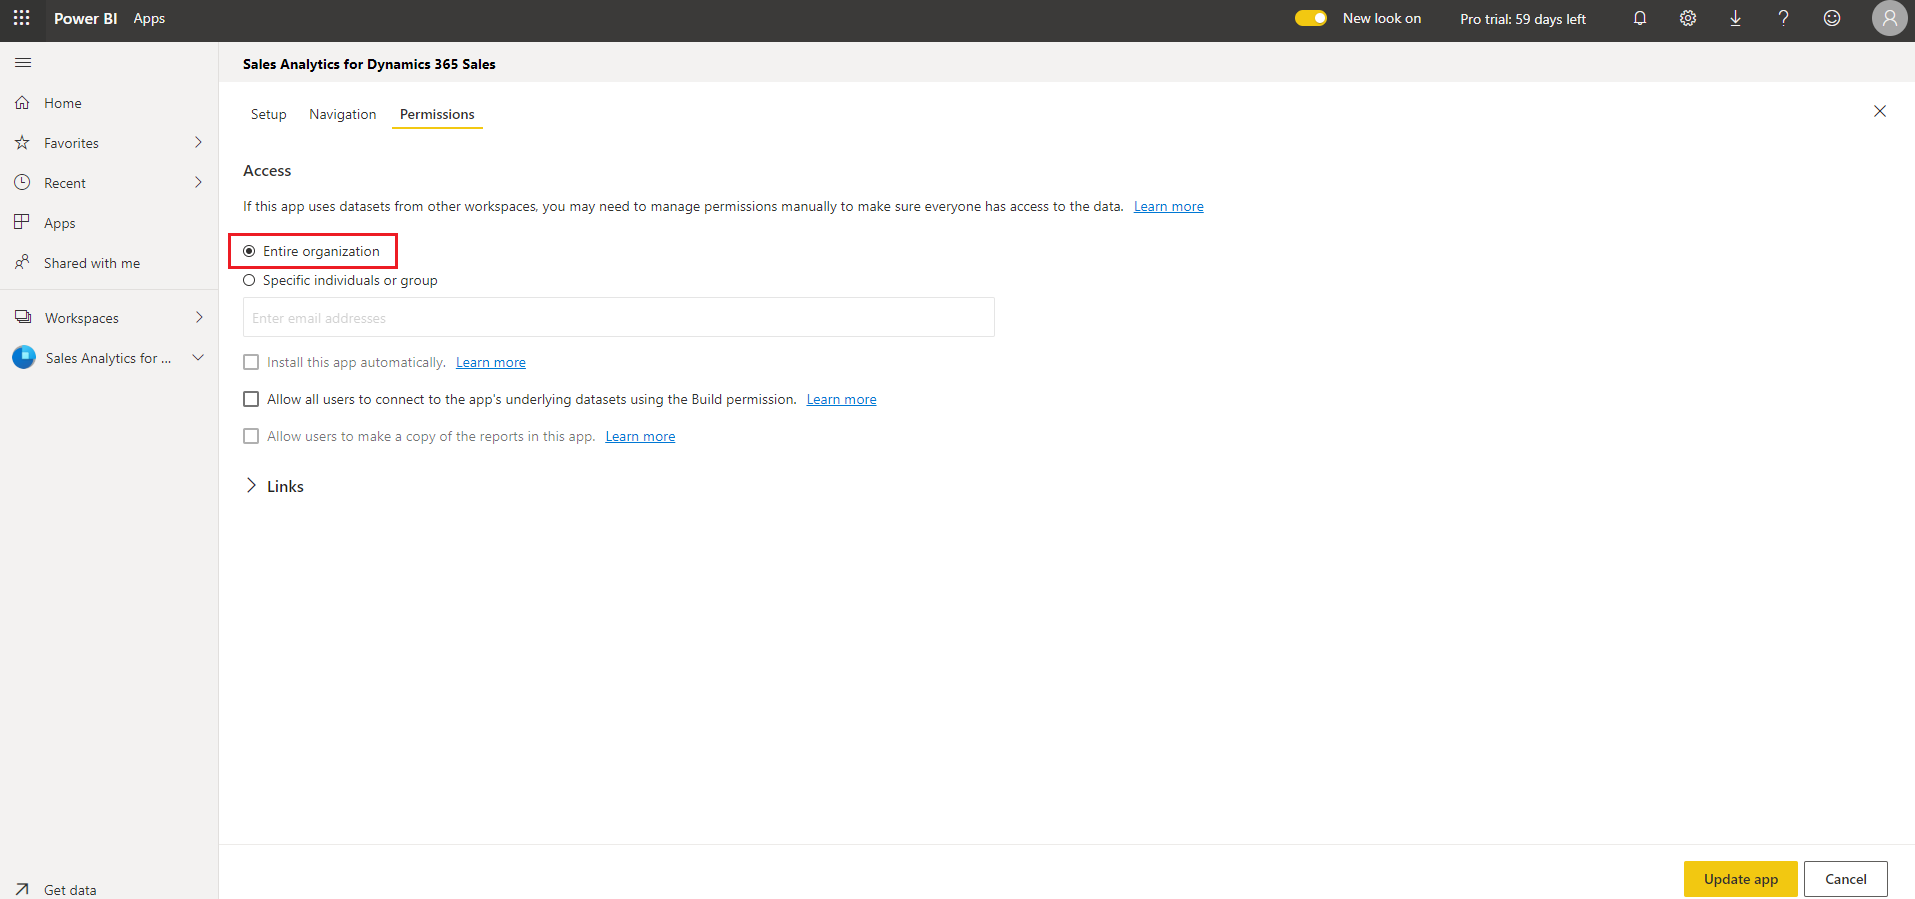 Power BI Apps New look on Pro trial: 59 days left
Sales Analytics for Dynamics 365 Sales
Home
Favorites
Recent
Apps
Shared with me
Workspaces
Sales Analytics for ...
Get data
Setup Navigation Permissions
Access
If this app uses datasets from other workspaces, you may need to manage permissions manually to make sure everyone has access to the data. Learn more
Entire organization
Specific individuals or group
Enter email addresses
Install this app automatically. Learn more
Allow all users to connect to the app's underlying datasets using the Build permission. Learn more
Allow users to make a copy of the reports in this app. Learn more
Links
Update app Cancel